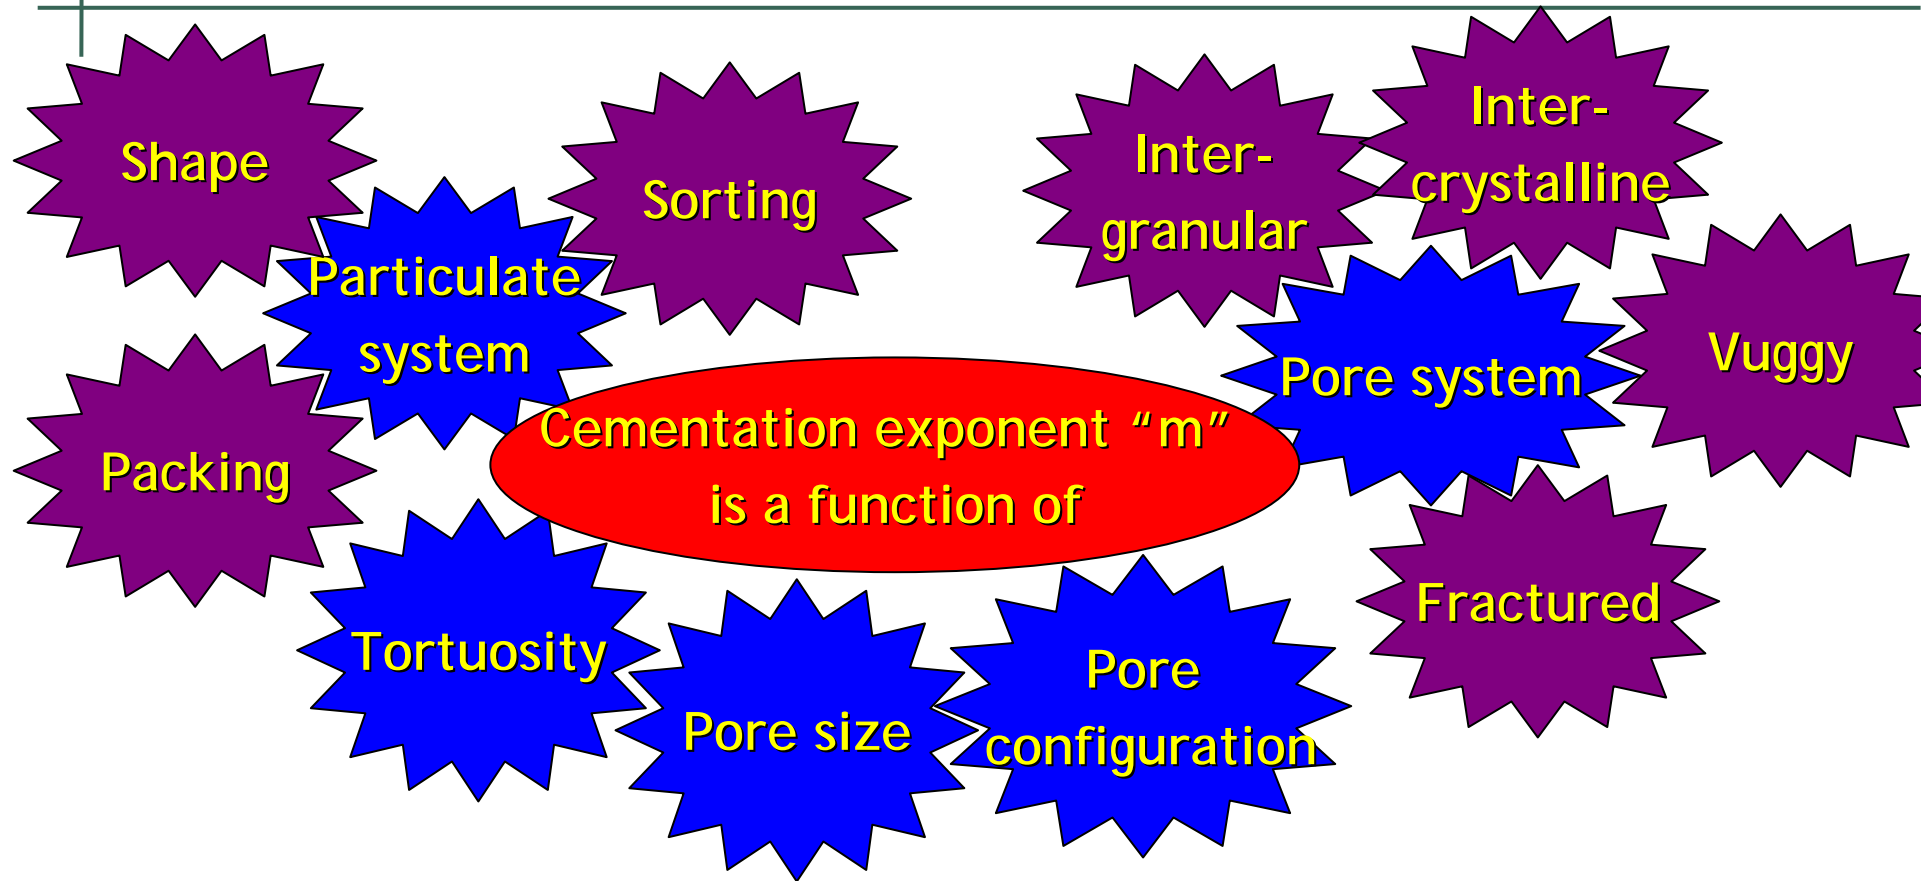 Shape
Sorting
Inter-
granular
Inter-
crystalline
Particulate
system
Pore system
Vuggy
Cementation exponent “m”
is a function of
Packing
Fractured
Tortuosity
Pore size
Pore
configuration